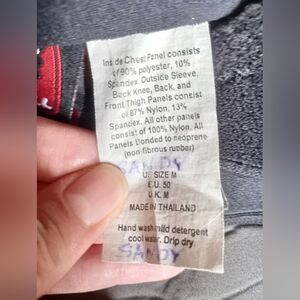 Inside Chest Panel consists
of 90% polyester, 10%
Spandex. Outside Sleeve,
Back Knee, Back, and
Front Thigh Panels consist
of 87% Nylon, 13%
Spandex. All other panels
consist of 100% Nylon. All
Panels Bonded to neoprene
(non fibrous rubber)
SANDY
US SIZE M
E.U. 50
U.K. M
MADE IN THAILAND
Hand wash mild detergent
cool water. Drip dry.
SANDY